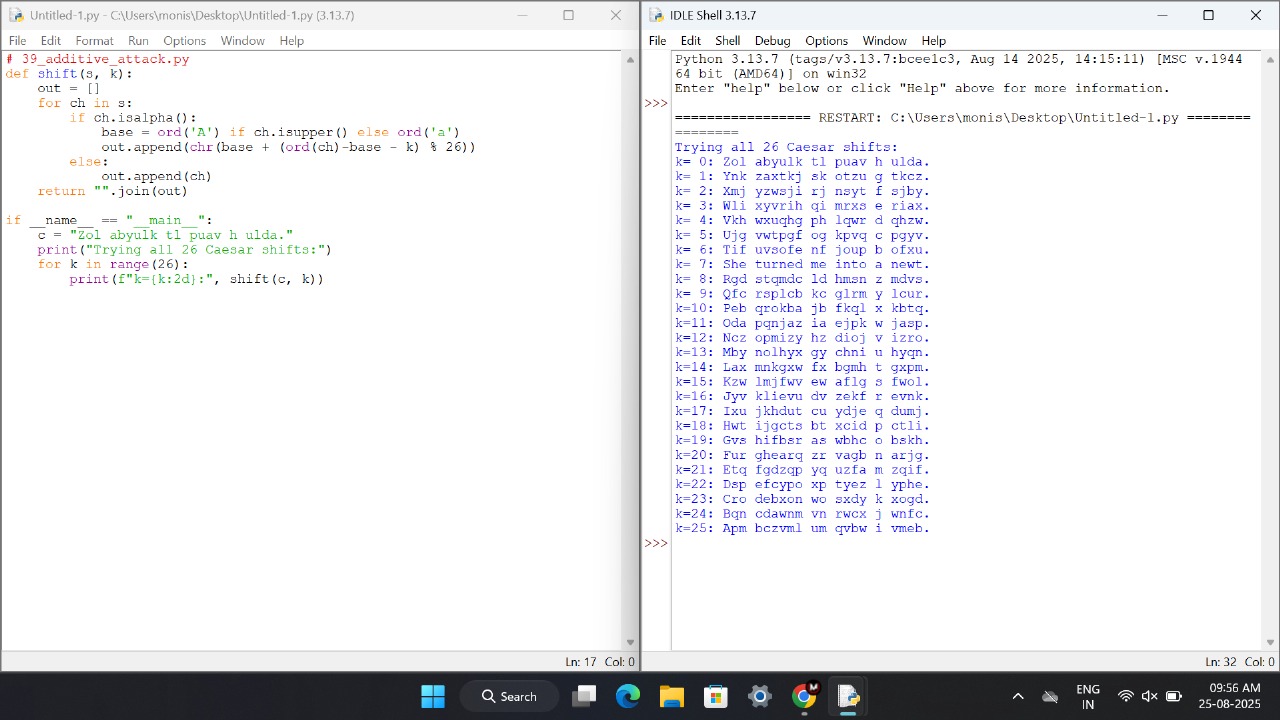 Untitled-1.py - C:\Users\monis\Desktop\Untitled-1.py (3.13.7)
File Edit Format Run Options Window Help
# 39_additive_attack.py
def shift(s, k):
    out = []
    for ch in s:
        if ch.isalpha():
            base = ord('A') if ch.isupper() else ord('a')
            out.append(chr(base + (ord(ch)-base - k) % 26))
        else:
            out.append(ch)
    return "".join(out)
if __name__ == "__main__":
    c = "Zol abyulk tl puav h ulda."
    print("Trying all 26 Caesar shifts:")
    for k in range(26):
        print(f"k={k:2d}:", shift(c, k))
Ln: 17 Col: 0
IDLE Shell 3.13.7
File Edit Shell Debug Options Window Help
Python 3.13.7 (tags/v3.13.7:bcee1c3, Aug 14 2025, 14:15:11) [MSC v.1944
64 bit (AMD64)] on win32
Enter "help" below or click "Help" above for more information.
>>>
================= RESTART: C:\Users\monis\Desktop\Untitled-1.py ========
========
Trying all 26 Caesar shifts:
k= 0: Zol abyulk tl puav h ulda.
k= 1: Ynk zaxtkj sk otzu g tkcz.
k= 2: Xmj yzwsji rj nsyt f sjby.
k= 3: Wli xyvrih qi mrxs e riax.
k= 4: Vkh wxuqhg ph lqwr d qhzw.
k= 5: Ujg vwtpgf og kpvq c pgyv.
k= 6: Tif uvsofe nf joup b ofxu.
k= 7: She turned me into a newt.
k= 8: Rgd stqmdc ld hmsn z mdvs.
k= 9: Qfc rsplcb kc glrm y lcur.
k=10: Peb qrokba jb fkql x kbtq.
k=11: Oda pqnjaz ia ejpk w jasp.
k=12: Ncz opmizy hz dioj v izro.
k=13: Mby nolhyx gy chni u hyqn.
k=14: Lax mnkgxw fx bgmh t gxpm.
k=15: Kzw lmjfwv ew aflg s fwol.
k=16: Jyv klievu dv zekf r evnk.
k=17: Ixu jkhdut cu ydje q dumj.
k=18: Hwt ijgcts bt xcid p ctli.
k=19: Gvs hifbsr as wbhc o bskh.
k=20: Fur ghearq zr vagb n arjg.
k=21: Etq fgdzqp yq uzfa m zqif.
k=22: Dsp efcypo xp tyez l yphe.
k=23: Cro debxon wo sxdy k xogd.
k=24: Bqn cdawnm vn rwcx j wnfc.
k=25: Apm bczvml um qvbw i vmeb.
>>>
Ln: 32 Col: 0
Search
M
ENG
IN
09:56 AM
25-08-2025